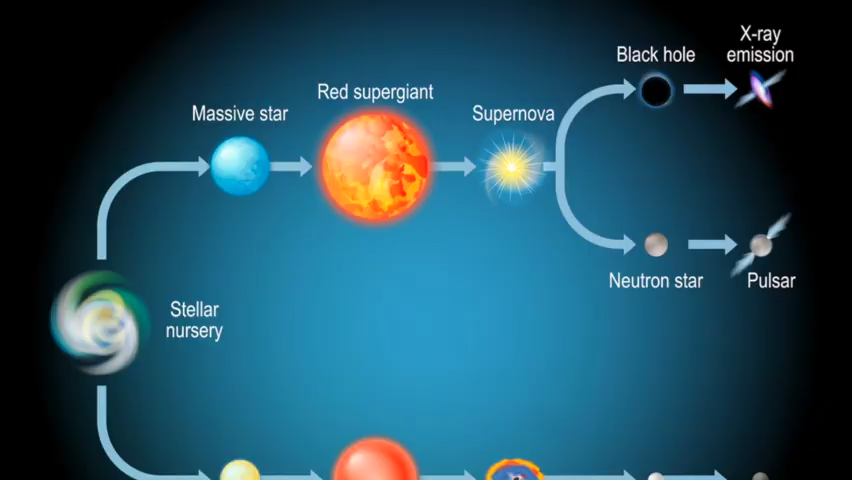 X-ray
emission
Black hole
Red supergiant
Massive star
Supernova
Neutron star
Pulsar
Stellar
nursery